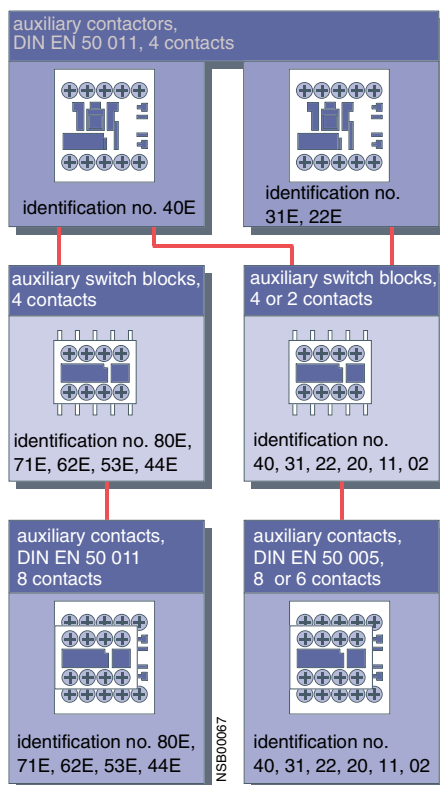 auxiliary contactors,
DIN EN 50 011, 4 contacts
identification no. 40E
identification no.
31E, 22E
auxiliary switch blocks,
4 contacts
identification no. 80E,
71E, 62E, 53E, 44E
auxiliary switch blocks,
4 or 2 contacts
identification no.
40, 31, 22, 20, 11, 02
auxiliary contacts,
DIN EN 50 011
8 contacts
identification no. 80E,
71E, 62E, 53E, 44E
auxiliary contacts,
DIN EN 50 005,
8 or 6 contacts
identification no.
40, 31, 22, 20, 11, 02
NSB00067